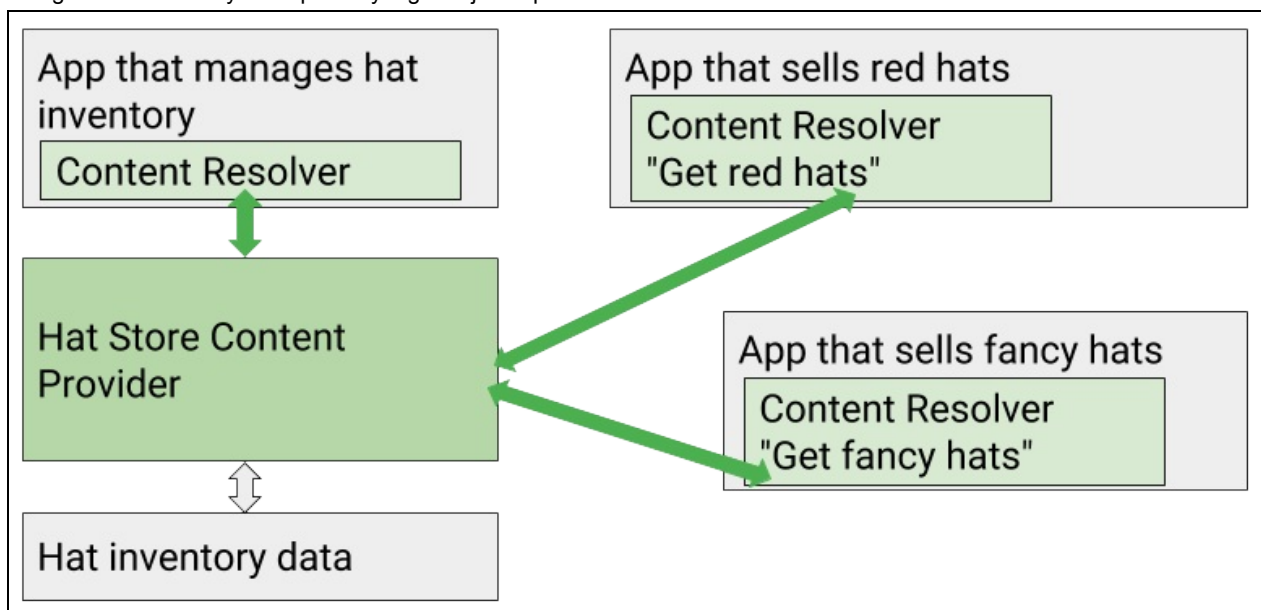 App that manages hat
inventory
Content Resolver
App that sells red hats
Content Resolver
"Get red hats"
Hat Store Content
Provider
App that sells fancy hats
Content Resolver
"Get fancy hats"
Hat inventory data